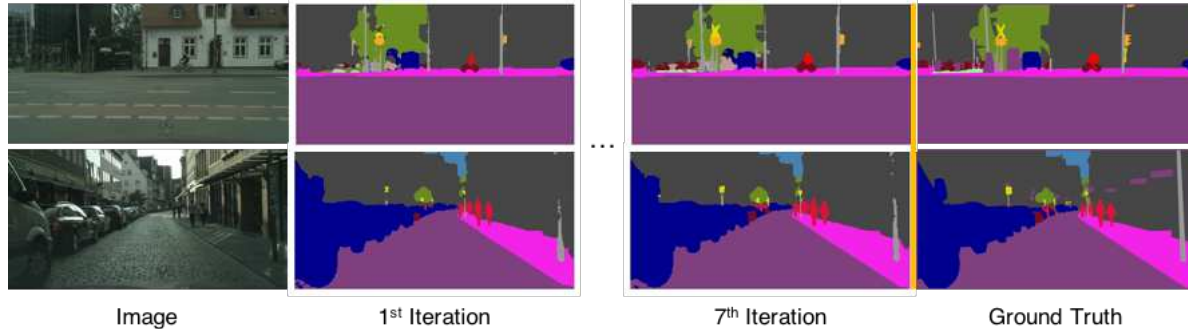 ...
Image
1st Iteration
7th Iteration
Ground Truth